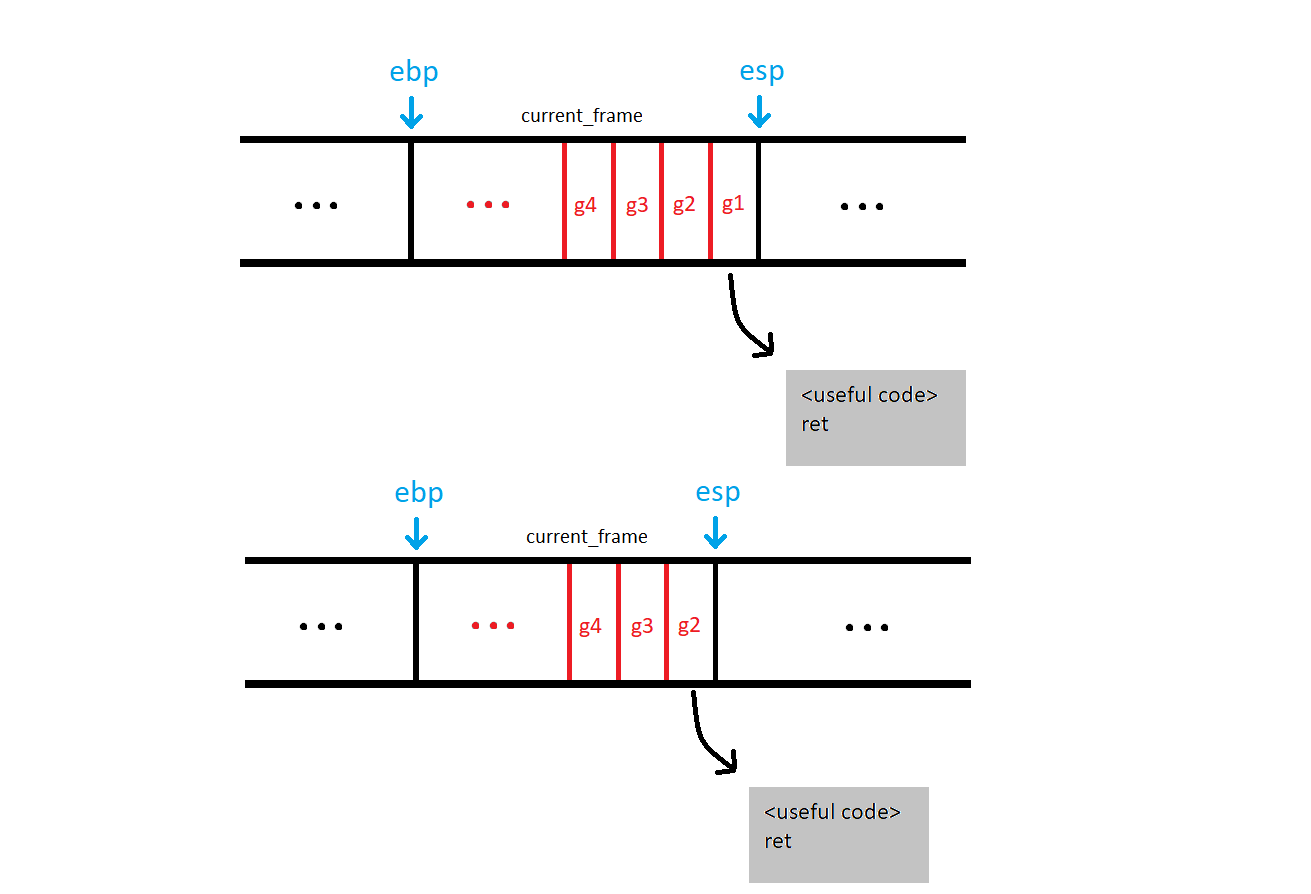 ebp esp
current_frame
... ... g4 g3 g2 g1 ...
<useful code>
ret
ebp esp
current_frame
... ... g4 g3 g2 ...
<useful code>
ret